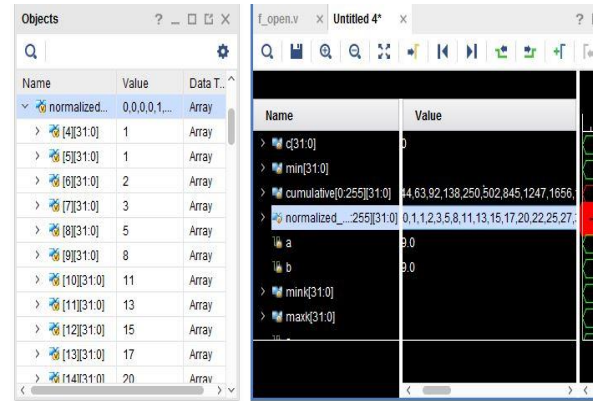 Objects
? _ □ X
Name Value Data T..
normalized... 0,0,0,0,1,... Array
[4][31:0] 1 Array
[5][31:0] 1 Array
[6][31:0] 2 Array
[7][31:0] 3 Array
[8][31:0] 5 Array
[9][31:0] 8 Array
[10][31:0] 11 Array
[11][31:0] 13 Array
[12][31:0] 15 Array
[13][31:0] 17 Array
[14][31:0] 20 Array
f_open.v × Untitled 4* × ?
Name Value
c[31:0] 0
min[31:0]
cumulative[0:255][31:0] 44,63,92,138,250,502,845,1247,1656,
normalized_...:255][31:0] 0,1,1,2,3,5,8,11,13,15,17,20,22,25,27,
a 9.0
b 9.0
mink[31:0]
maxk[31:0]